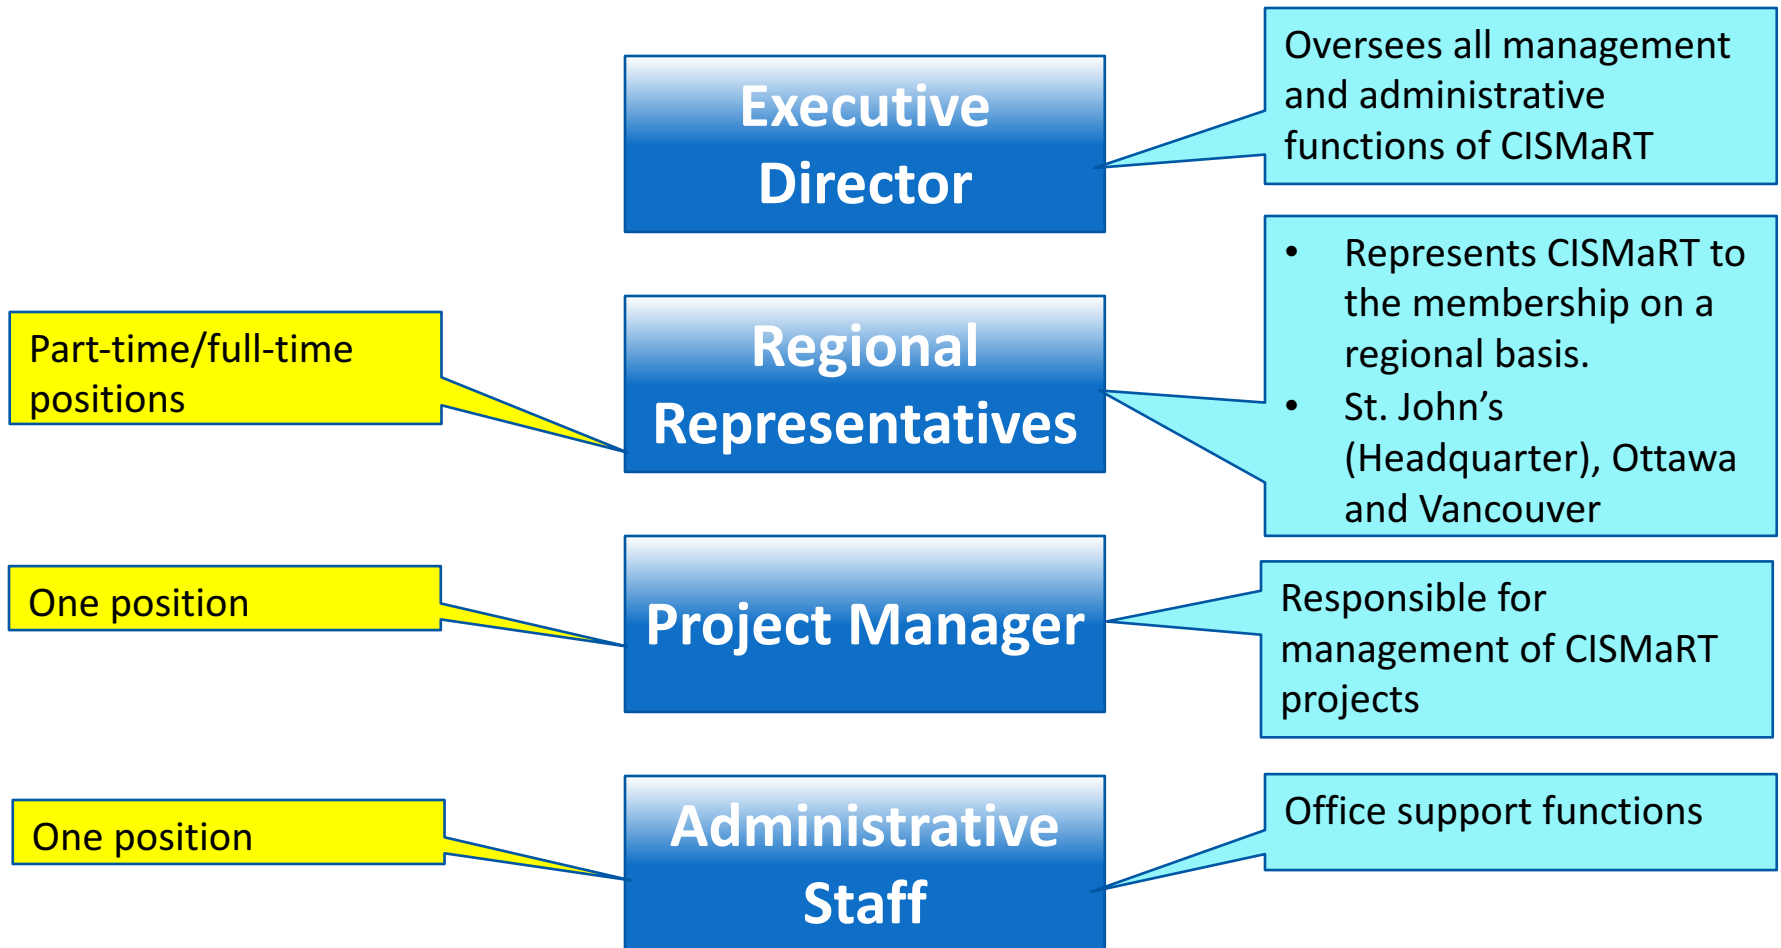 Executive
Director
Oversees all management
and administrative
functions of CISMaRT
Part-time/full-time
positions
Regional
Representatives
• Represents CISMaRT to
the membership on a
regional basis.
• St. John’s
(Headquarter), Ottawa
and Vancouver
One position
Project Manager
Responsible for
management of CISMaRT
projects
One position
Administrative
Staff
Office support functions